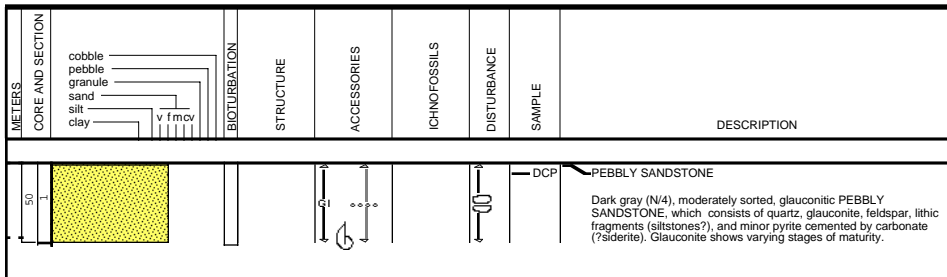 METERS
CORE AND SECTION
cobble
pebble
granule
sand
silt
v f m c v
clay
BIOTURBATION
STRUCTURE
ACCESSORIES
ICHNOFOSSILS
DISTURBANCE
SAMPLE
DESCRIPTION
50
1
Gl
DCP
PEBBLY SANDSTONE
Dark gray (N/4), moderately sorted, glauconitic PEBBLY
SANDSTONE, which consists of quartz, glauconite, feldspar, lithic
fragments (siltstones?), and minor pyrite cemented by carbonate
(?siderite). Glauconite shows varying stages of maturity.